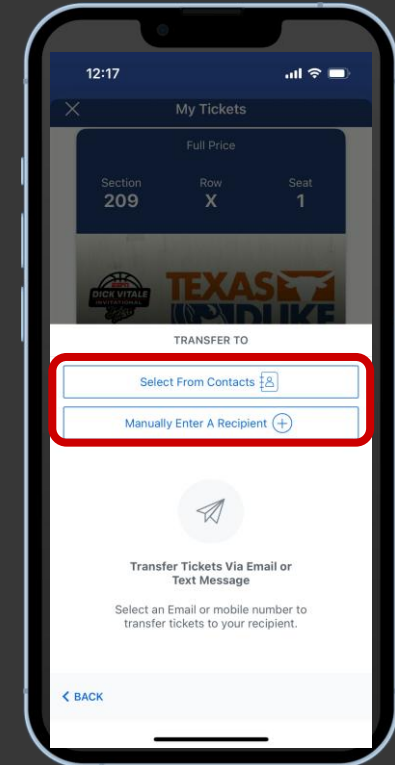 12:17
My Tickets
Full Price
Section Row Seat
209 X 1
ESPN
DICK VITALE
INVITATIONAL
TEXAS
DUKE
TRANSFER TO
Select From Contacts
Manually Enter A Recipient
Transfer Tickets Via Email or
Text Message
Select an Email or mobile number to
transfer tickets to your recipient.
BACK